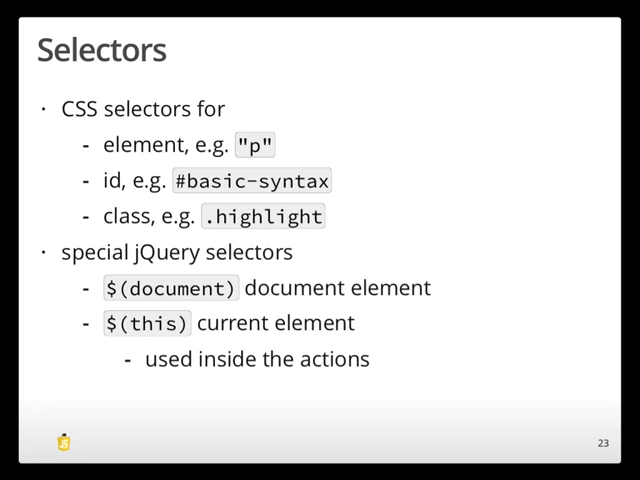 Selectors
· CSS selectors for
- element, e.g. "p"
- id, e.g. #basic-syntax
- class, e.g. .highlight
· special jQuery selectors
- $(document) document element
- $(this) current element
- used inside the actions
JS
23